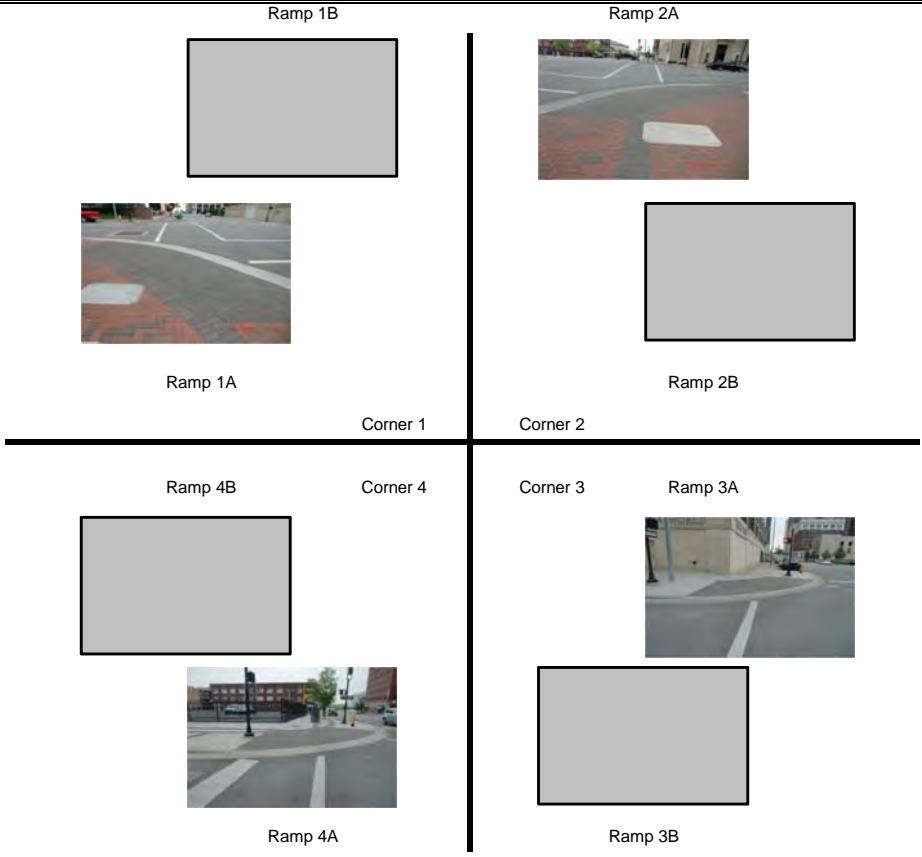 Ramp 1B
Ramp 2A
Ramp 1A
Ramp 2B
Corner 1
Corner 2
Ramp 4B
Corner 4
Corner 3
Ramp 3A
Ramp 4A
Ramp 3B